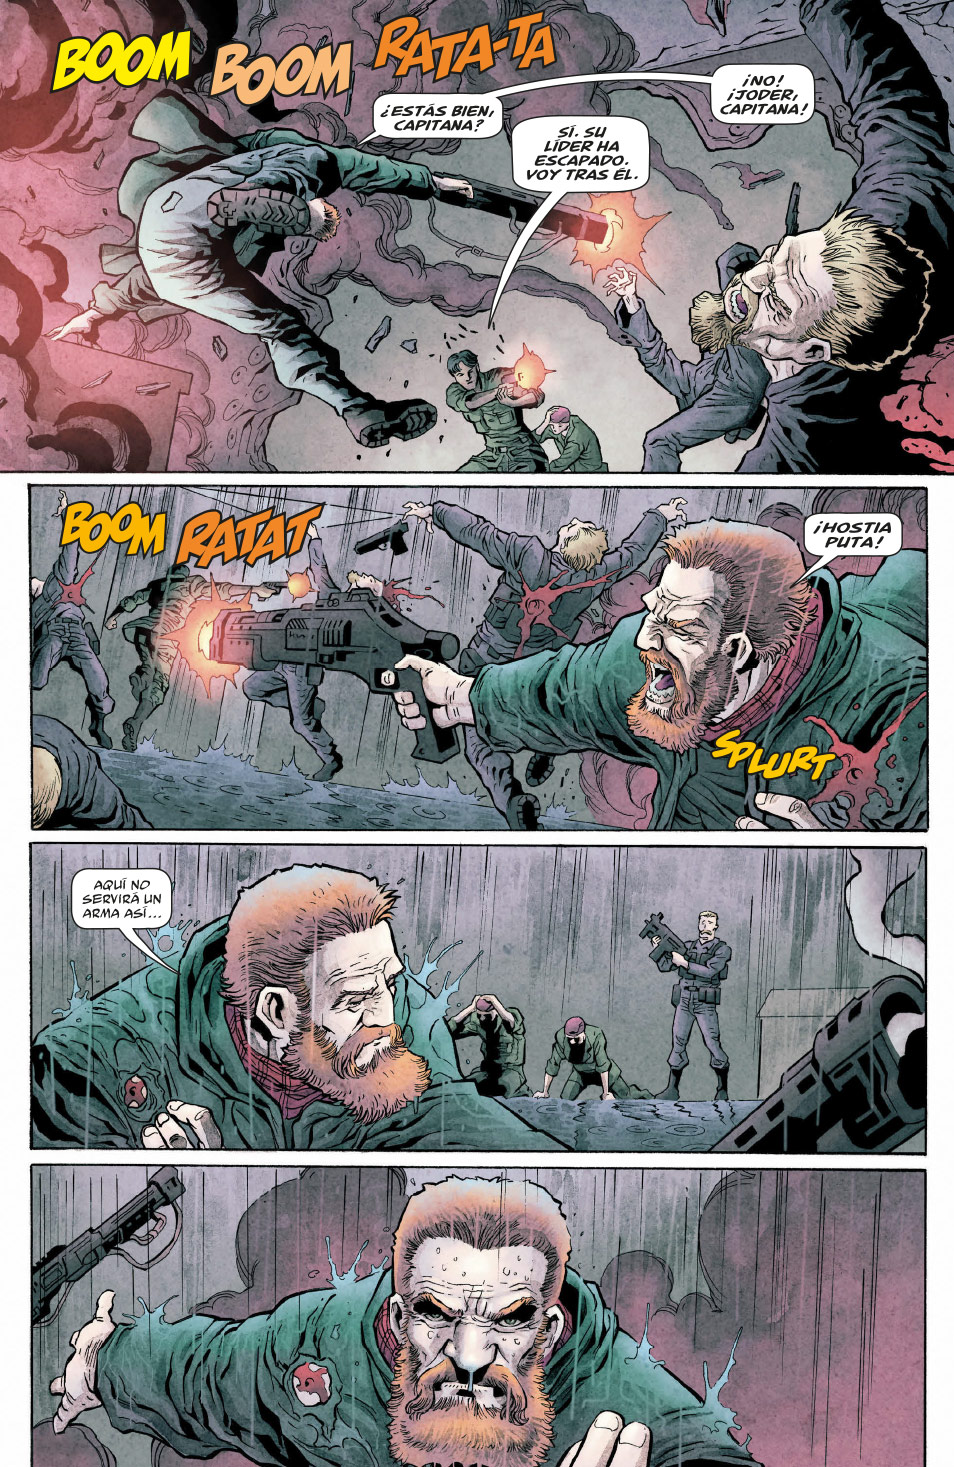 BOOM
BOOM
RATA-TA
¿ESTÁS BIEN,
CAPITANA?
¡NO!
¡JODER,
CAPITANA!
SÍ. SU
LÍDER HA
ESCAPADO.
VOY TRAS ÉL.
BOOM
RATAT
¡HOSTIA
PUTA!
SPLURT
AQUÍ NO
SERVIRÁ UN
ARMA ASÍ...